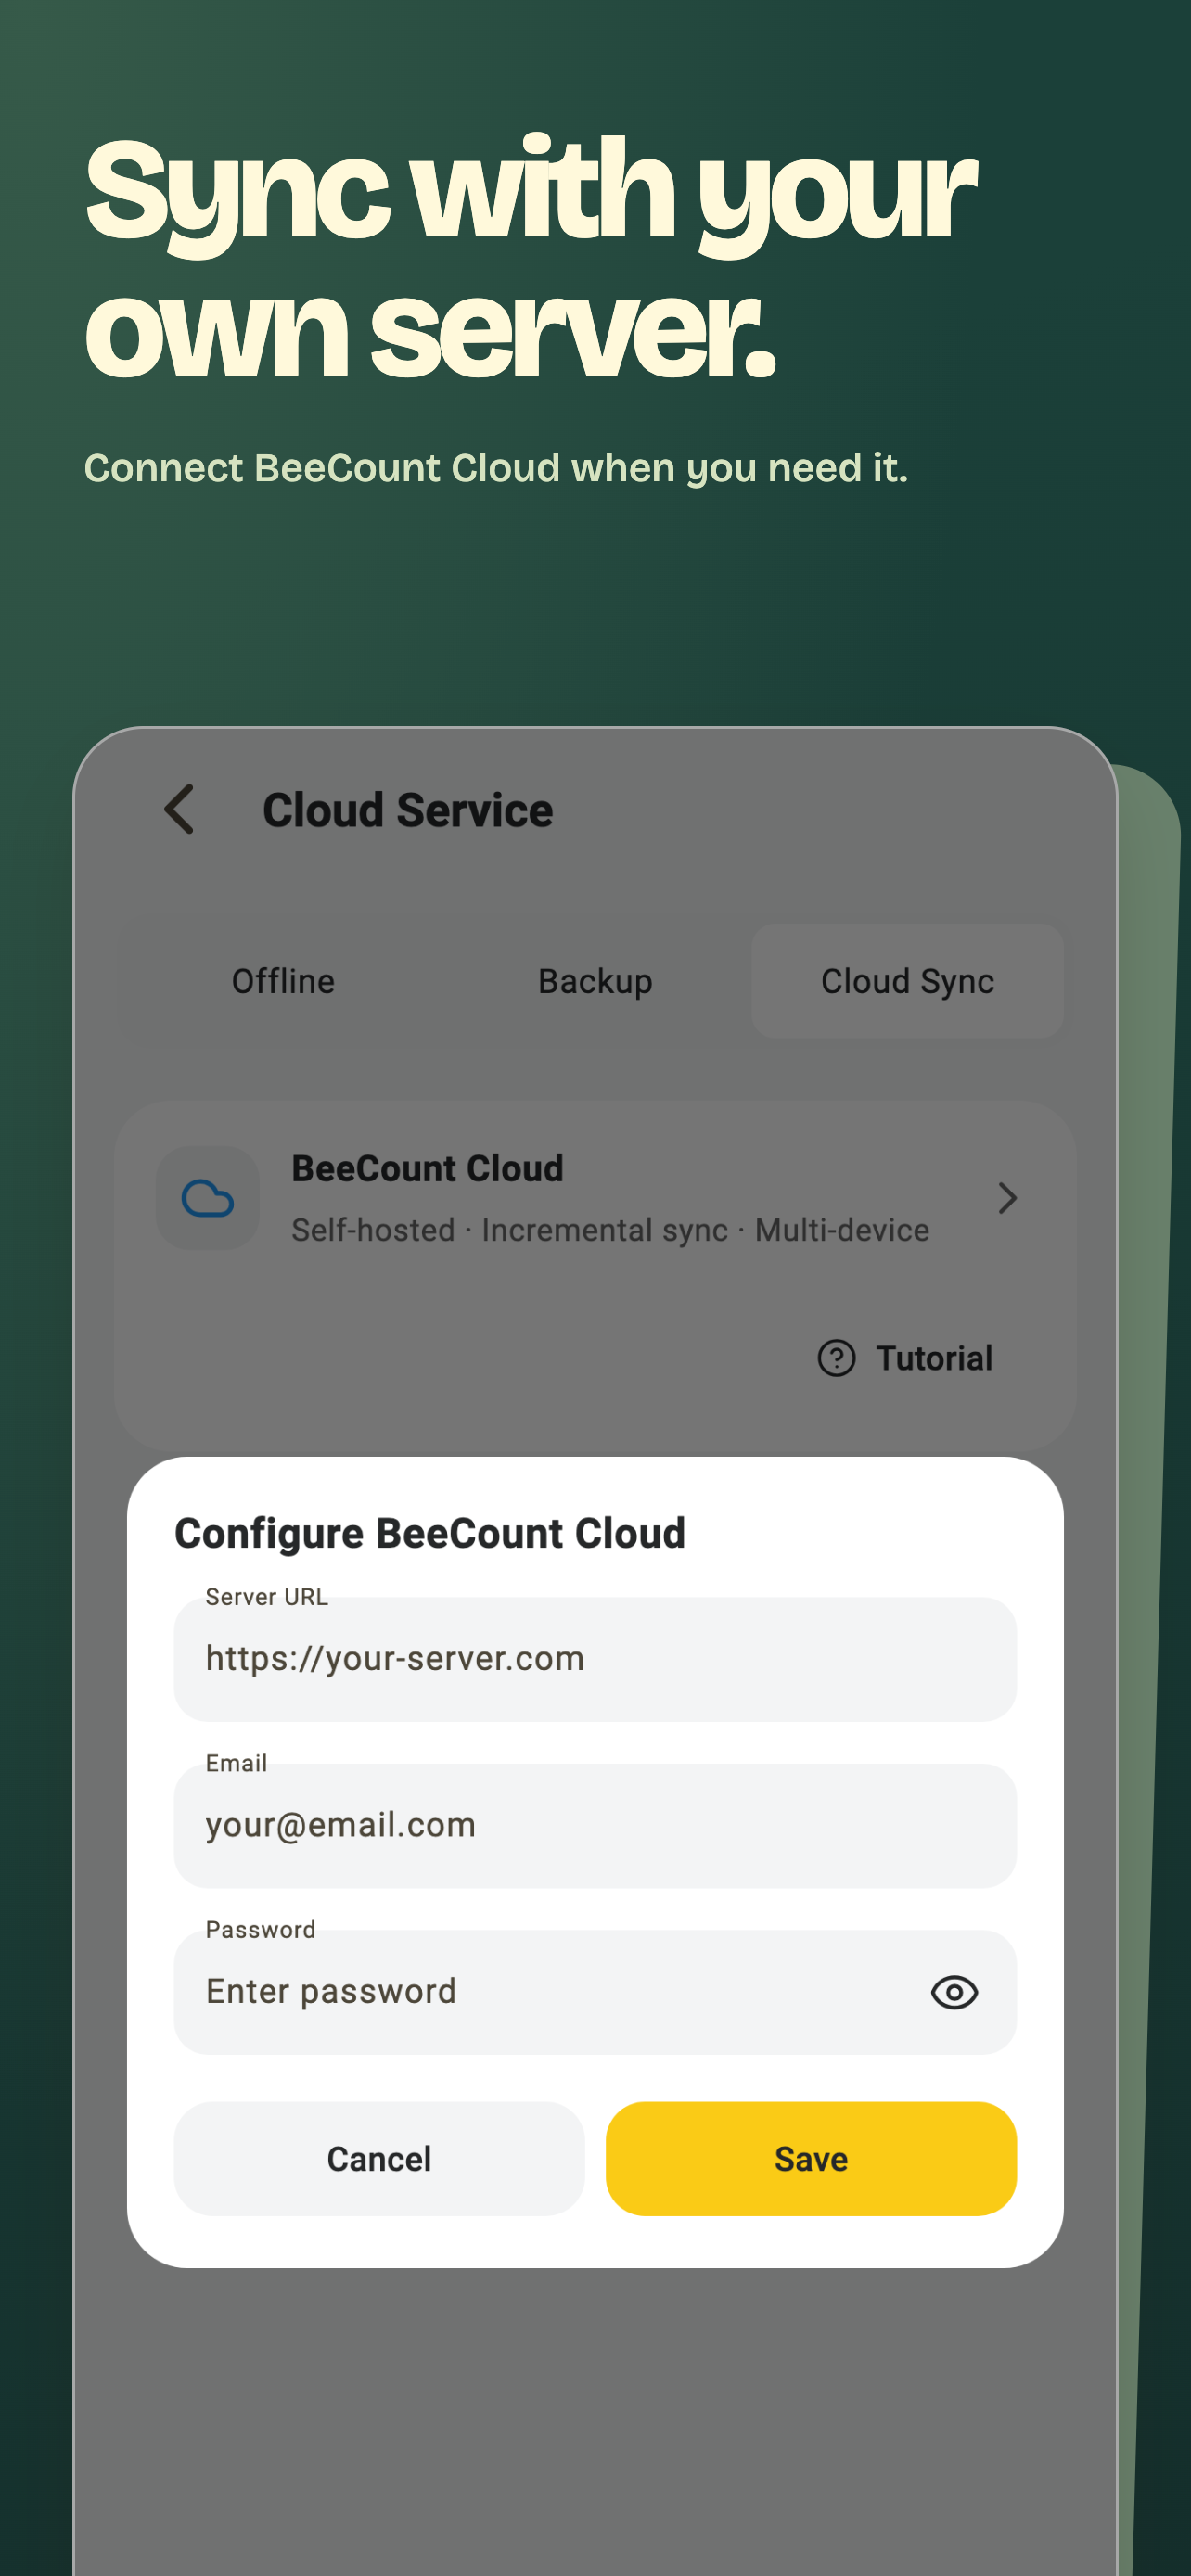 Sync with your
own server.
Connect BeeCount Cloud when you need it.
Cloud Service
Offline
Backup
Cloud Sync
BeeCount Cloud
Self-hosted · Incremental sync · Multi-device
Tutorial
Configure BeeCount Cloud
Server URL
https://your-server.com
Email
your@email.com
Password
Enter password
Cancel
Save